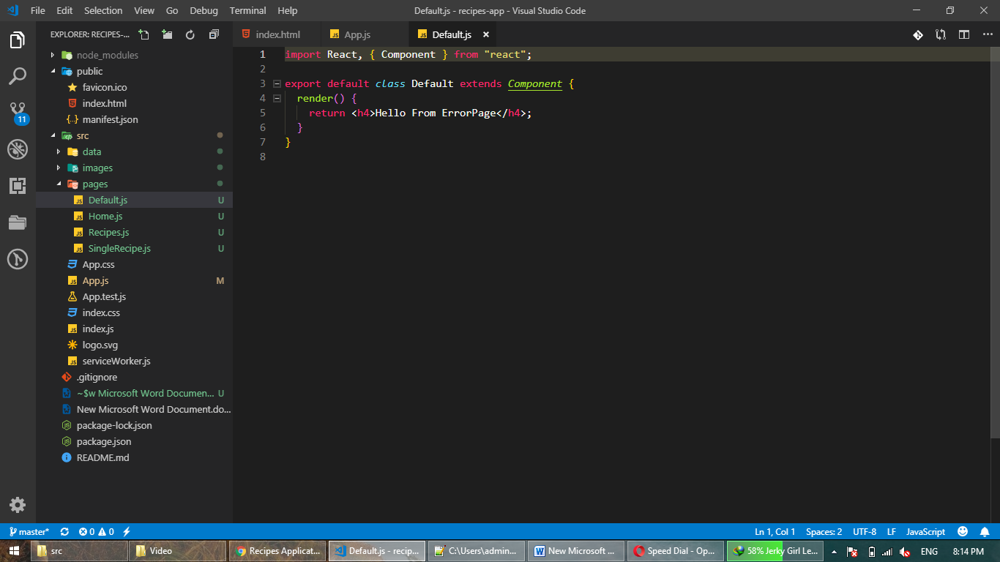 File Edit Selection View Go Debug Terminal Help
Default.js - recipes-app - Visual Studio Code
EXPLORER: RECIPES-...
index.html
App.js
Default.js
node_modules
public
favicon.ico
index.html
manifest.json
src
data
images
pages
Default.js U
Home.js U
Recipes.js U
SingleRecipe.js U
App.css
App.js M
App.test.js
index.css
index.js
logo.svg
serviceWorker.js
.gitignore
~$w Microsoft Word Documen... U
New Microsoft Word Document.do...
package-lock.json
package.json
README.md
11
1 import React, { Component } from "react";
2
3 export default class Default extends Component {
4 render() {
5 return <h4>Hello From ErrorPage</h4>;
6 }
7 }
8
master* 0 0 Ln 1, Col 1 Spaces: 2 UTF-8 LF JavaScript
src Video Recipes Applicat... Default.js - recip... C:\Users\admin... New Microsoft ... Speed Dial - Op... 58% Jerky Girl Le... ENG 8:14 PM